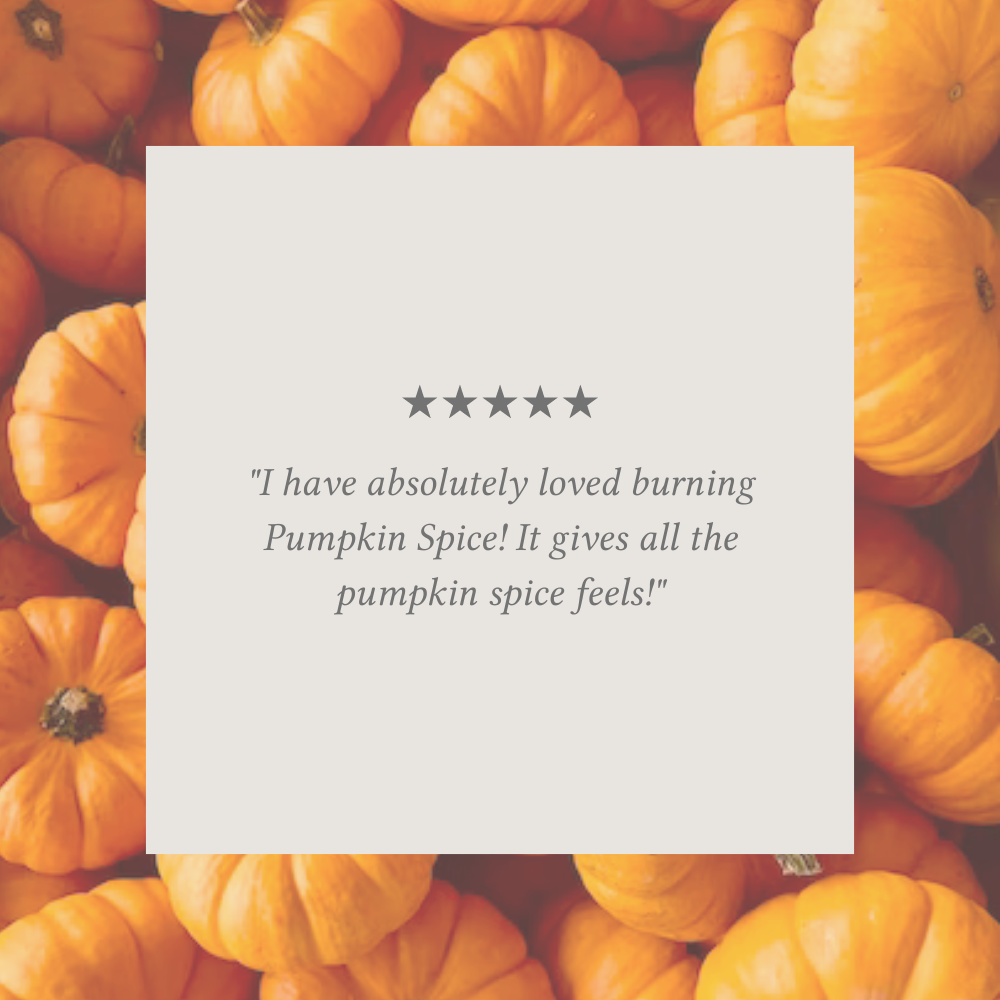 ★★★★★
"I have absolutely loved burning
Pumpkin Spice! It gives all the
pumpkin spice feels!"